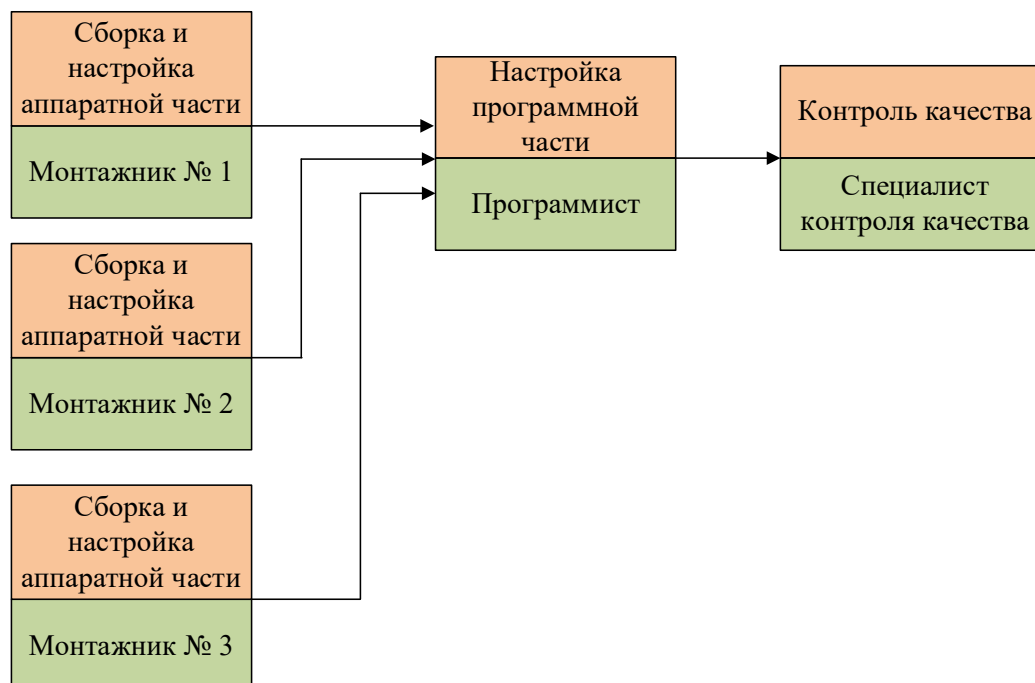 Сборка и
настройка
аппаратной части
Монтажник № 1
Сборка и
настройка
аппаратной части
Монтажник № 2
Сборка и
настройка
аппаратной части
Монтажник № 3
Настройка
программной
части
Программист
Контроль качества
Специалист
контроля качества